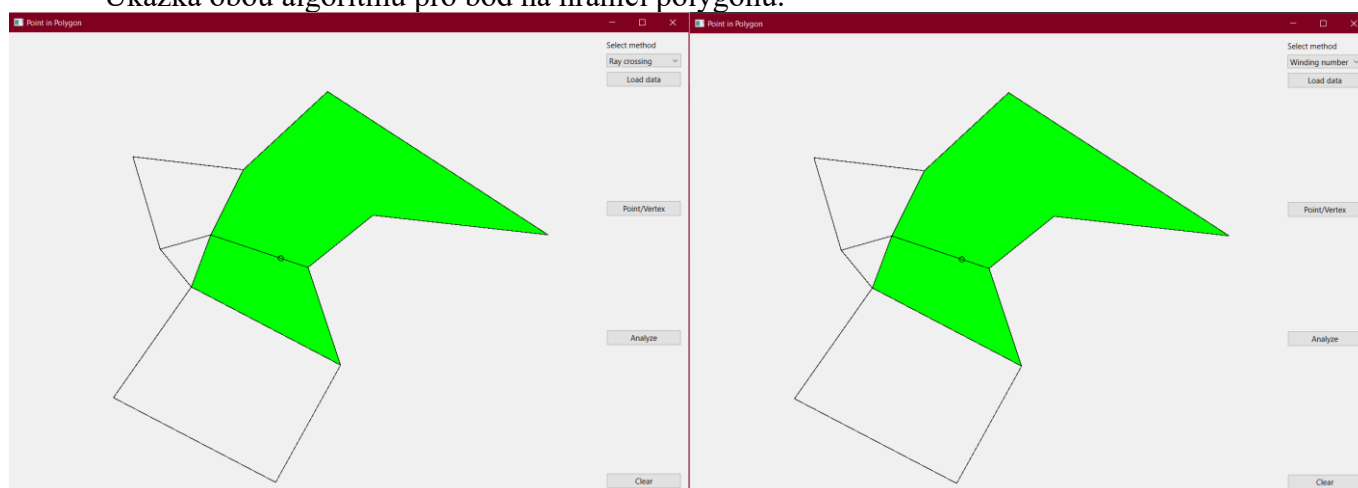 Ukázka obou algoritmů pro bod na hranici polygonu:
Point in Polygon
Select method
Ray crossing
Load data
Point/Vertex
Analyze
Clear
Point in Polygon
Select method
Winding number
Load data
Point/Vertex
Analyze
Clear